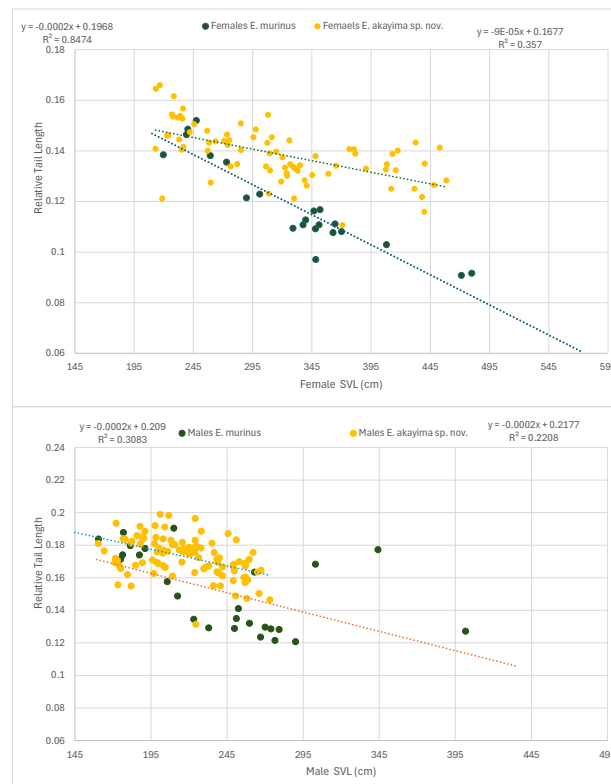 y = -0.0002x + 0.1968
R² = 0.8474
Females E. murinus
Femaels E. akayima sp. nov.
y = -9E-05x + 0.1677
R² = 0.357
0.18
0.16
0.14
0.12
0.1
0.08
0.06
Relative Tail Length
145 195 245 295 345 395 445 495 545 59
Female SVL (cm)
y = -0.0002x + 0.209
R² = 0.3083
Males E. murinus
Males E. akayima sp. nov.
y = -0.0002x + 0.2177
R² = 0.2208
0.24
0.22
0.2
0.18
0.16
0.14
0.12
0.1
0.08
0.06
Relative Tail Length
145 195 245 295 345 395 445 495
Male SVL (cm)